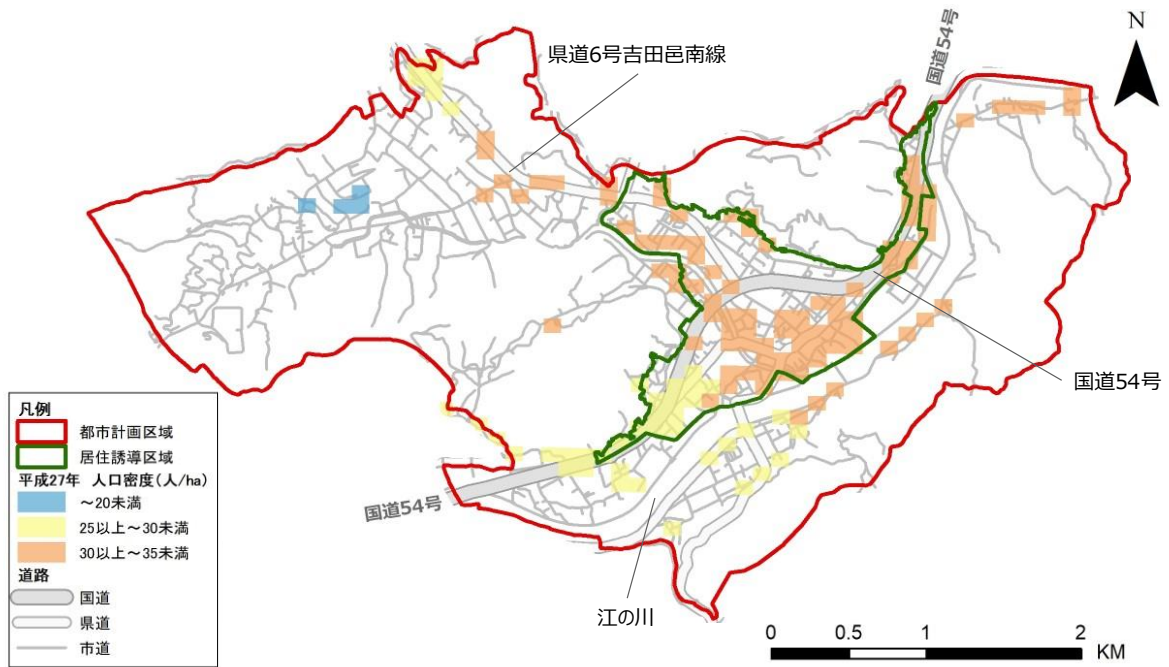 国道54号
N
県道6号吉田邑南線
国道54号
国道54号
江の川
凡例
都市計画区域
居住誘導区域
平成27年 人口密度(人/ha)
~20未満
25以上~30未満
30以上~35未満
道路
国道
県道
市道
0 0.5 1 2
KM